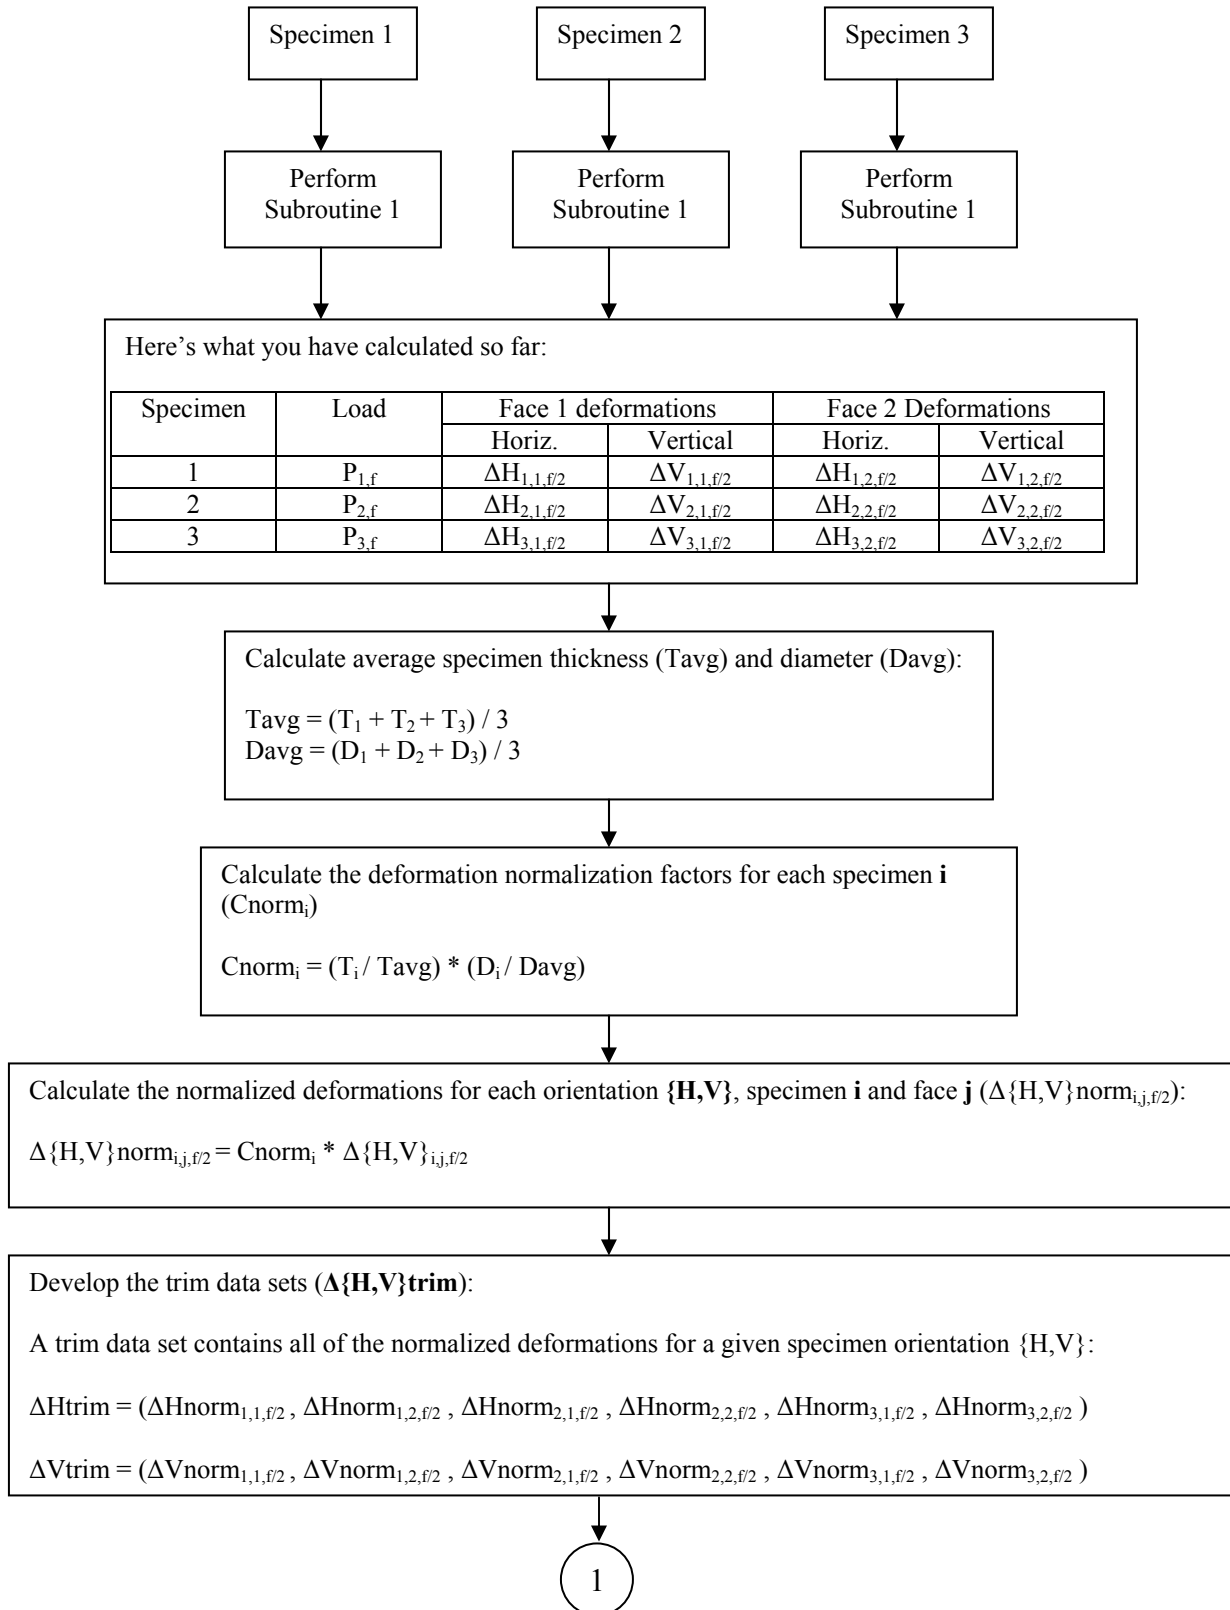 Specimen 1
Specimen 2
Specimen 3
Perform
Subroutine 1
Perform
Subroutine 1
Perform
Subroutine 1
Here’s what you have calculated so far:
Specimen Load Face 1 deformations Face 2 Deformations
Horiz. Vertical Horiz. Vertical
1 P1,f ΔH1,1,f/2 ΔV1,1,f/2 ΔH1,2,f/2 ΔV1,2,f/2
2 P2,f ΔH2,1,f/2 ΔV2,1,f/2 ΔH2,2,f/2 ΔV2,2,f/2
3 P3,f ΔH3,1,f/2 ΔV3,1,f/2 ΔH3,2,f/2 ΔV3,2,f/2
Calculate average specimen thickness (Tavg) and diameter (Davg):
Tavg = (T1 + T2 + T3) / 3
Davg = (D1 + D2 + D3) / 3
Calculate the deformation normalization factors for each specimen i
(Cnormi)
Cnormi = (Ti / Tavg) * (Di / Davg)
Calculate the normalized deformations for each orientation {H,V}, specimen i and face j (Δ{H,V}normi,j,f/2):
Δ{H,V}normi,j,f/2 = Cnormi * Δ{H,V}i,j,f/2
Develop the trim data sets (Δ{H,V}trim):
A trim data set contains all of the normalized deformations for a given specimen orientation {H,V}:
ΔHtrim = (ΔHnorm1,1,f/2 , ΔHnorm1,2,f/2 , ΔHnorm2,1,f/2 , ΔHnorm2,2,f/2 , ΔHnorm3,1,f/2 , ΔHnorm3,2,f/2 )
ΔVtrim = (ΔVnorm1,1,f/2 , ΔVnorm1,2,f/2 , ΔVnorm2,1,f/2 , ΔVnorm2,2,f/2 , ΔVnorm3,1,f/2 , ΔVnorm3,2,f/2 )
1